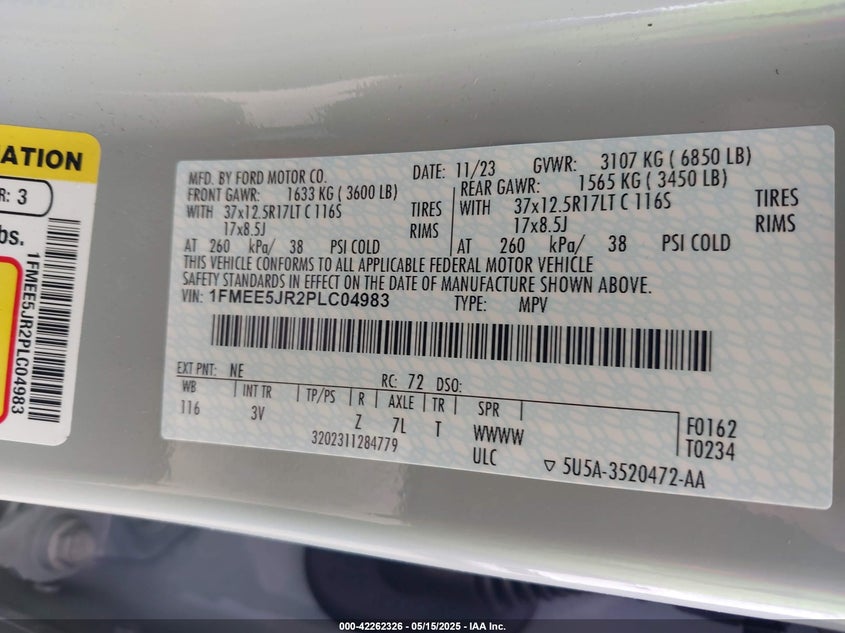 ATION
R: 3
bs.
1FMEE5JR2PLC04983
MFD. BY FORD MOTOR CO.
DATE: 11/23 GVWR: 3107 KG ( 6850 LB)
FRONT GAWR: 1633 KG ( 3600 LB)
REAR GAWR: 1565 KG ( 3450 LB)
WITH 37x12.5R17LT C 116S TIRES
WITH 37x12.5R17LT C 116S TIRES
17x8.5J RIMS
17x8.5J RIMS
AT 260 kPa/ 38 PSI COLD
AT 260 kPa/ 38 PSI COLD
THIS VEHICLE CONFORMS TO ALL APPLICABLE FEDERAL MOTOR VEHICLE
SAFETY STANDARDS IN EFFECT ON THE DATE OF MANUFACTURE SHOWN ABOVE.
VIN: 1FMEE5JR2PLC04983 TYPE: MPV
EXT PNT: NE RC: 72 DSO:
WB INT TR TP/PS R AXLE TR SPR
116 3V Z 7L T WWWW
3202311284779 ULC
F0162
T0234
5U5A-3520472-AA
000-42262326 - 05/15/2025 - IAA Inc.